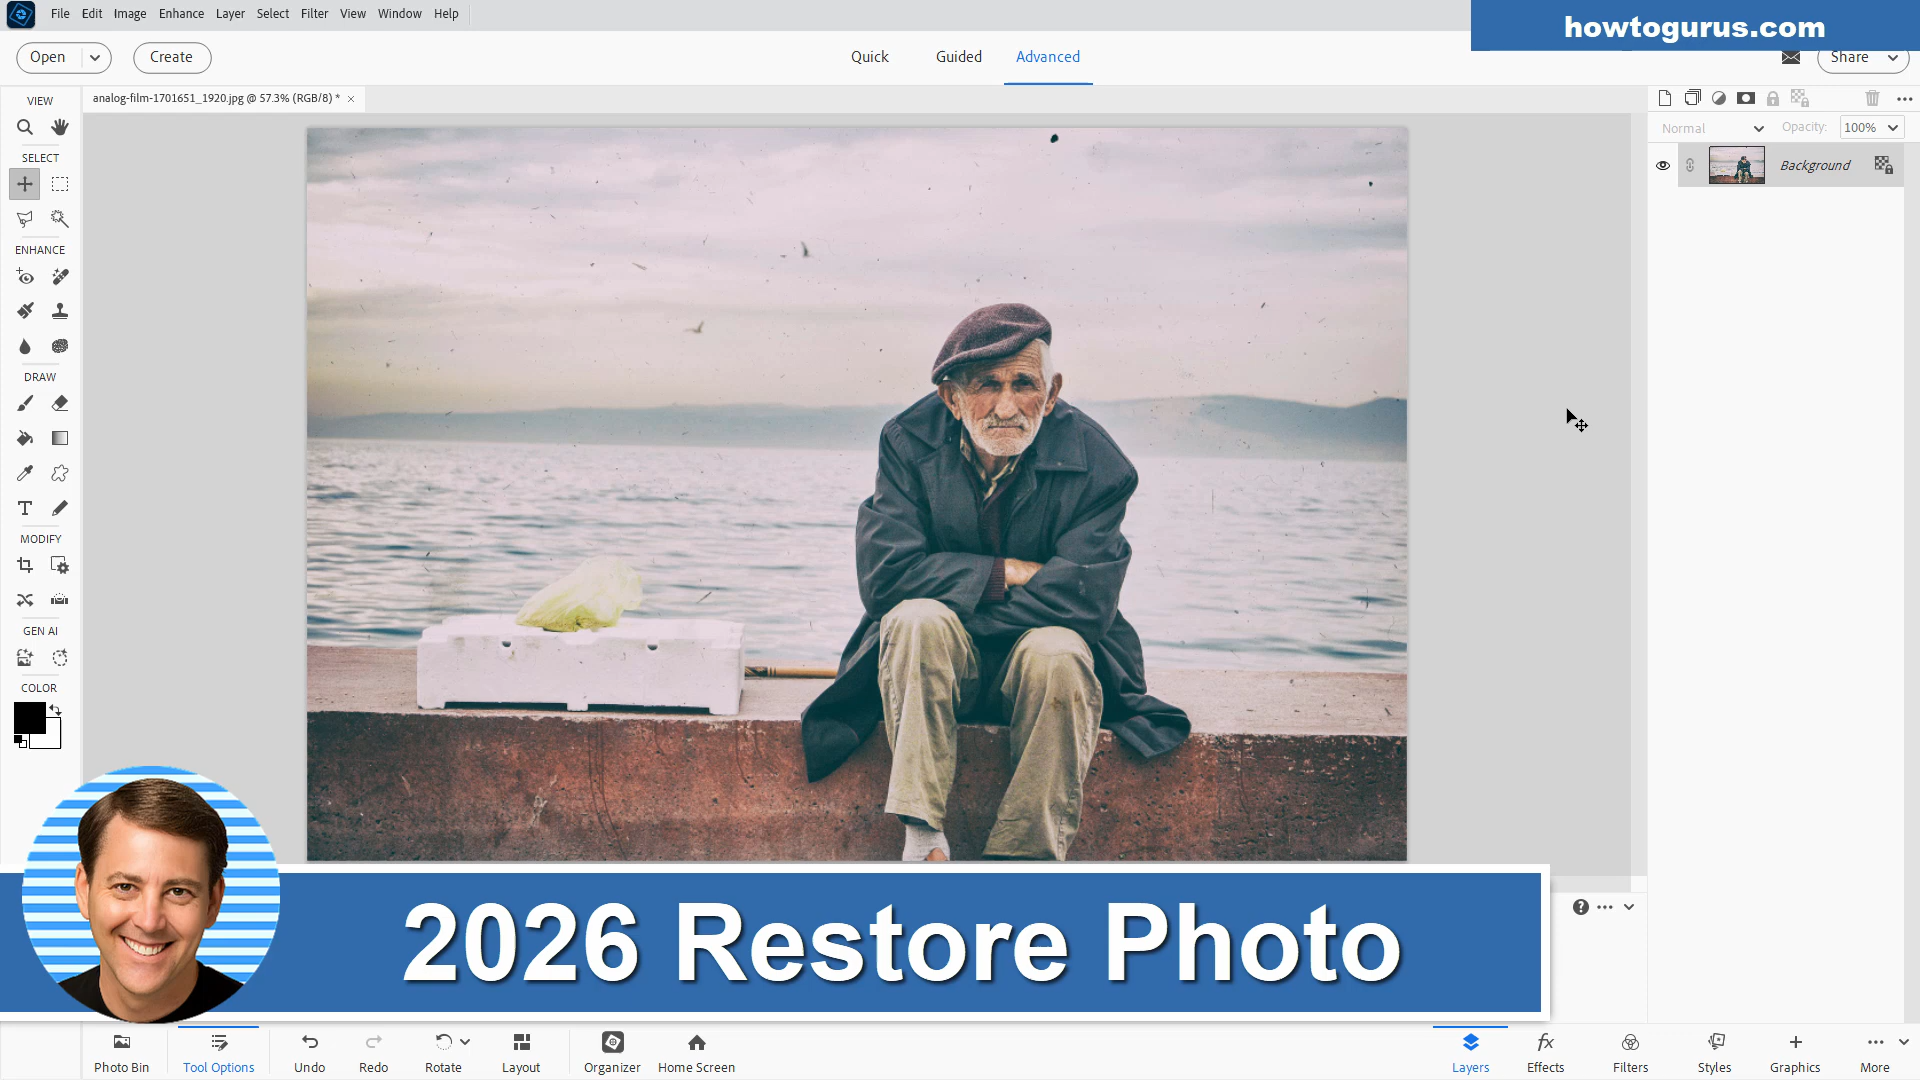 File Edit Image Enhance Layer Select Filter View Window Help
howtogurus.com
Open Create
Quick Guided Advanced
Share
VIEW
analog-film-1701651_1920.jpg @ 57.3% (RGB/8) * ×
Normal Opacity: 100%
SELECT
Background
ENHANCE
DRAW
T
MODIFY
GEN AI
COLOR
2026 Restore Photo
?
Photo Bin Tool Options Undo Redo Rotate Layout Organizer Home Screen
fx
Layers Effects Filters Styles Graphics More